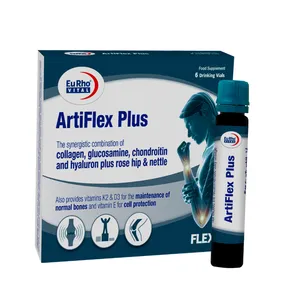 EuRho®
VITAL
Food Supplement
6 Drinking Vials
ArtiFlex Plus
The synergistic combination of
collagen, glucosamine, chondroitin
and hyaluron plus rose hip & nettle
Also provides vitamins K2 & D3 for the maintenance of
normal bones and vitamin E for cell protection
FLEX
ArtiFlex Plus